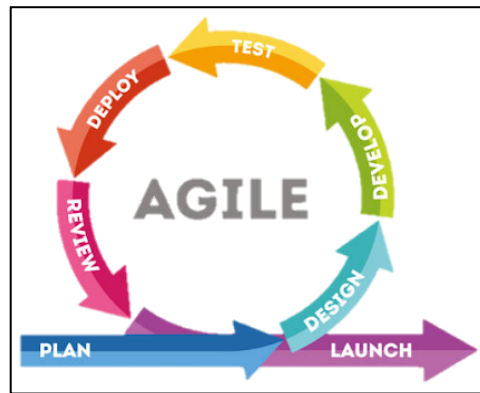 TEST
DEPLOY
DEVELOP
AGILE
REVIEW
DESIGN
PLAN
LAUNCH